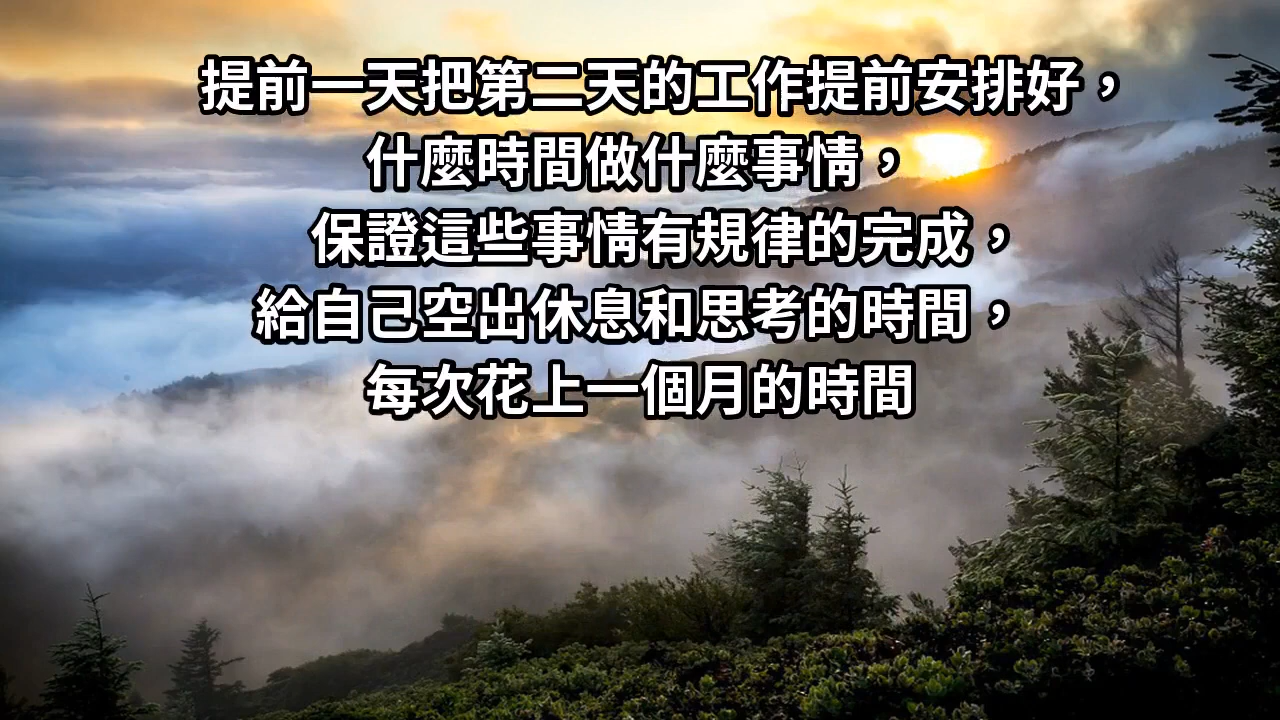 提前一天把第二天的工作提前安排好，
什麼時間做什麼事情，
保證這些事情有規律的完成，
給自己空出休息和思考的時間，
每次花上一個月的時間